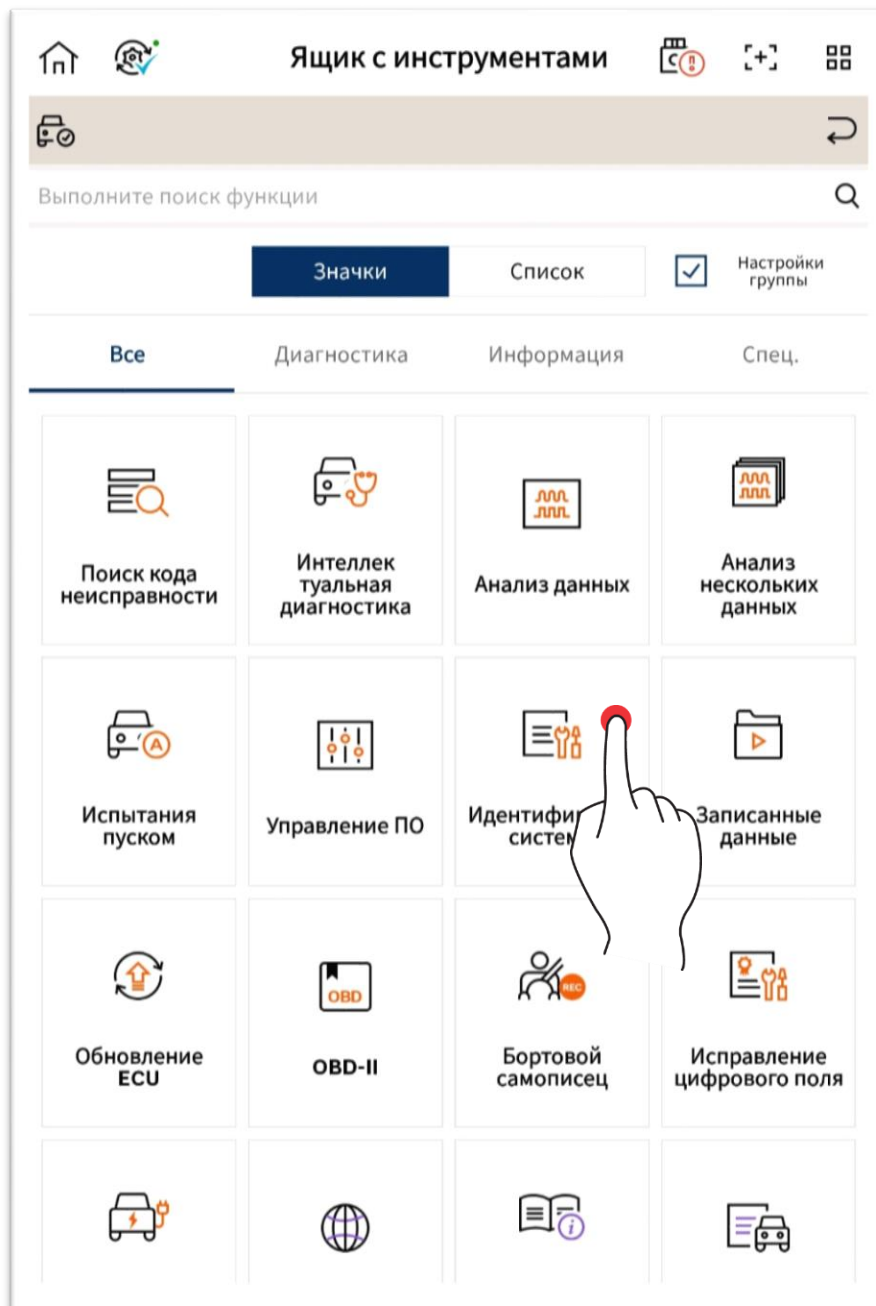 Ящик с инструментами
Выполните поиск функции
Значки
Список
Настройки
группы
Все
Диагностика
Информация
Спец.
Поиск кода
неисправности
Интеллек
туальная
диагностика
Анализ данных
Анализ
нескольких
данных
A
Испытания
пуском
Управление ПО
Записанные
данные
Обновление
ECU
OBD
OBD-II
REC
Бортовой
самописец
Исправление
цифрового поля
i